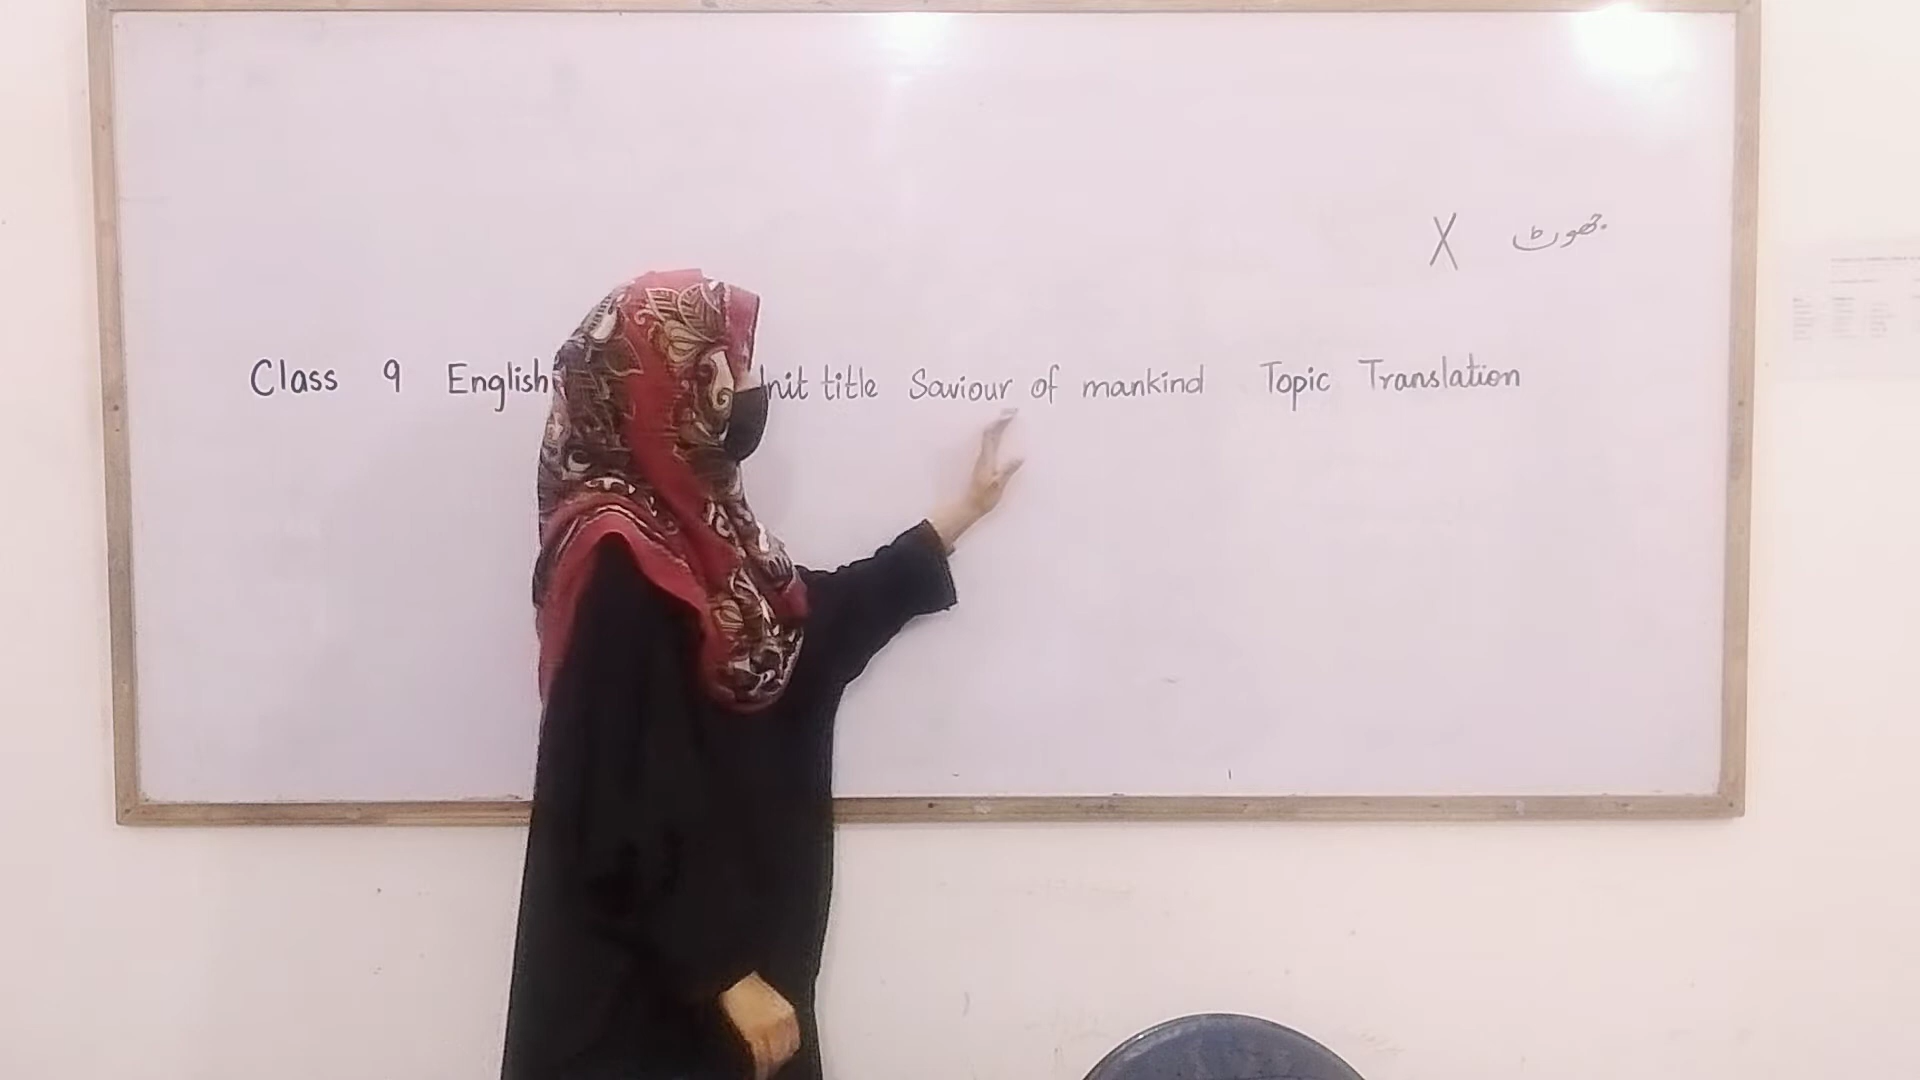 X جھوٹ
Class 9 English nit title Saviour of mankind Topic Translation